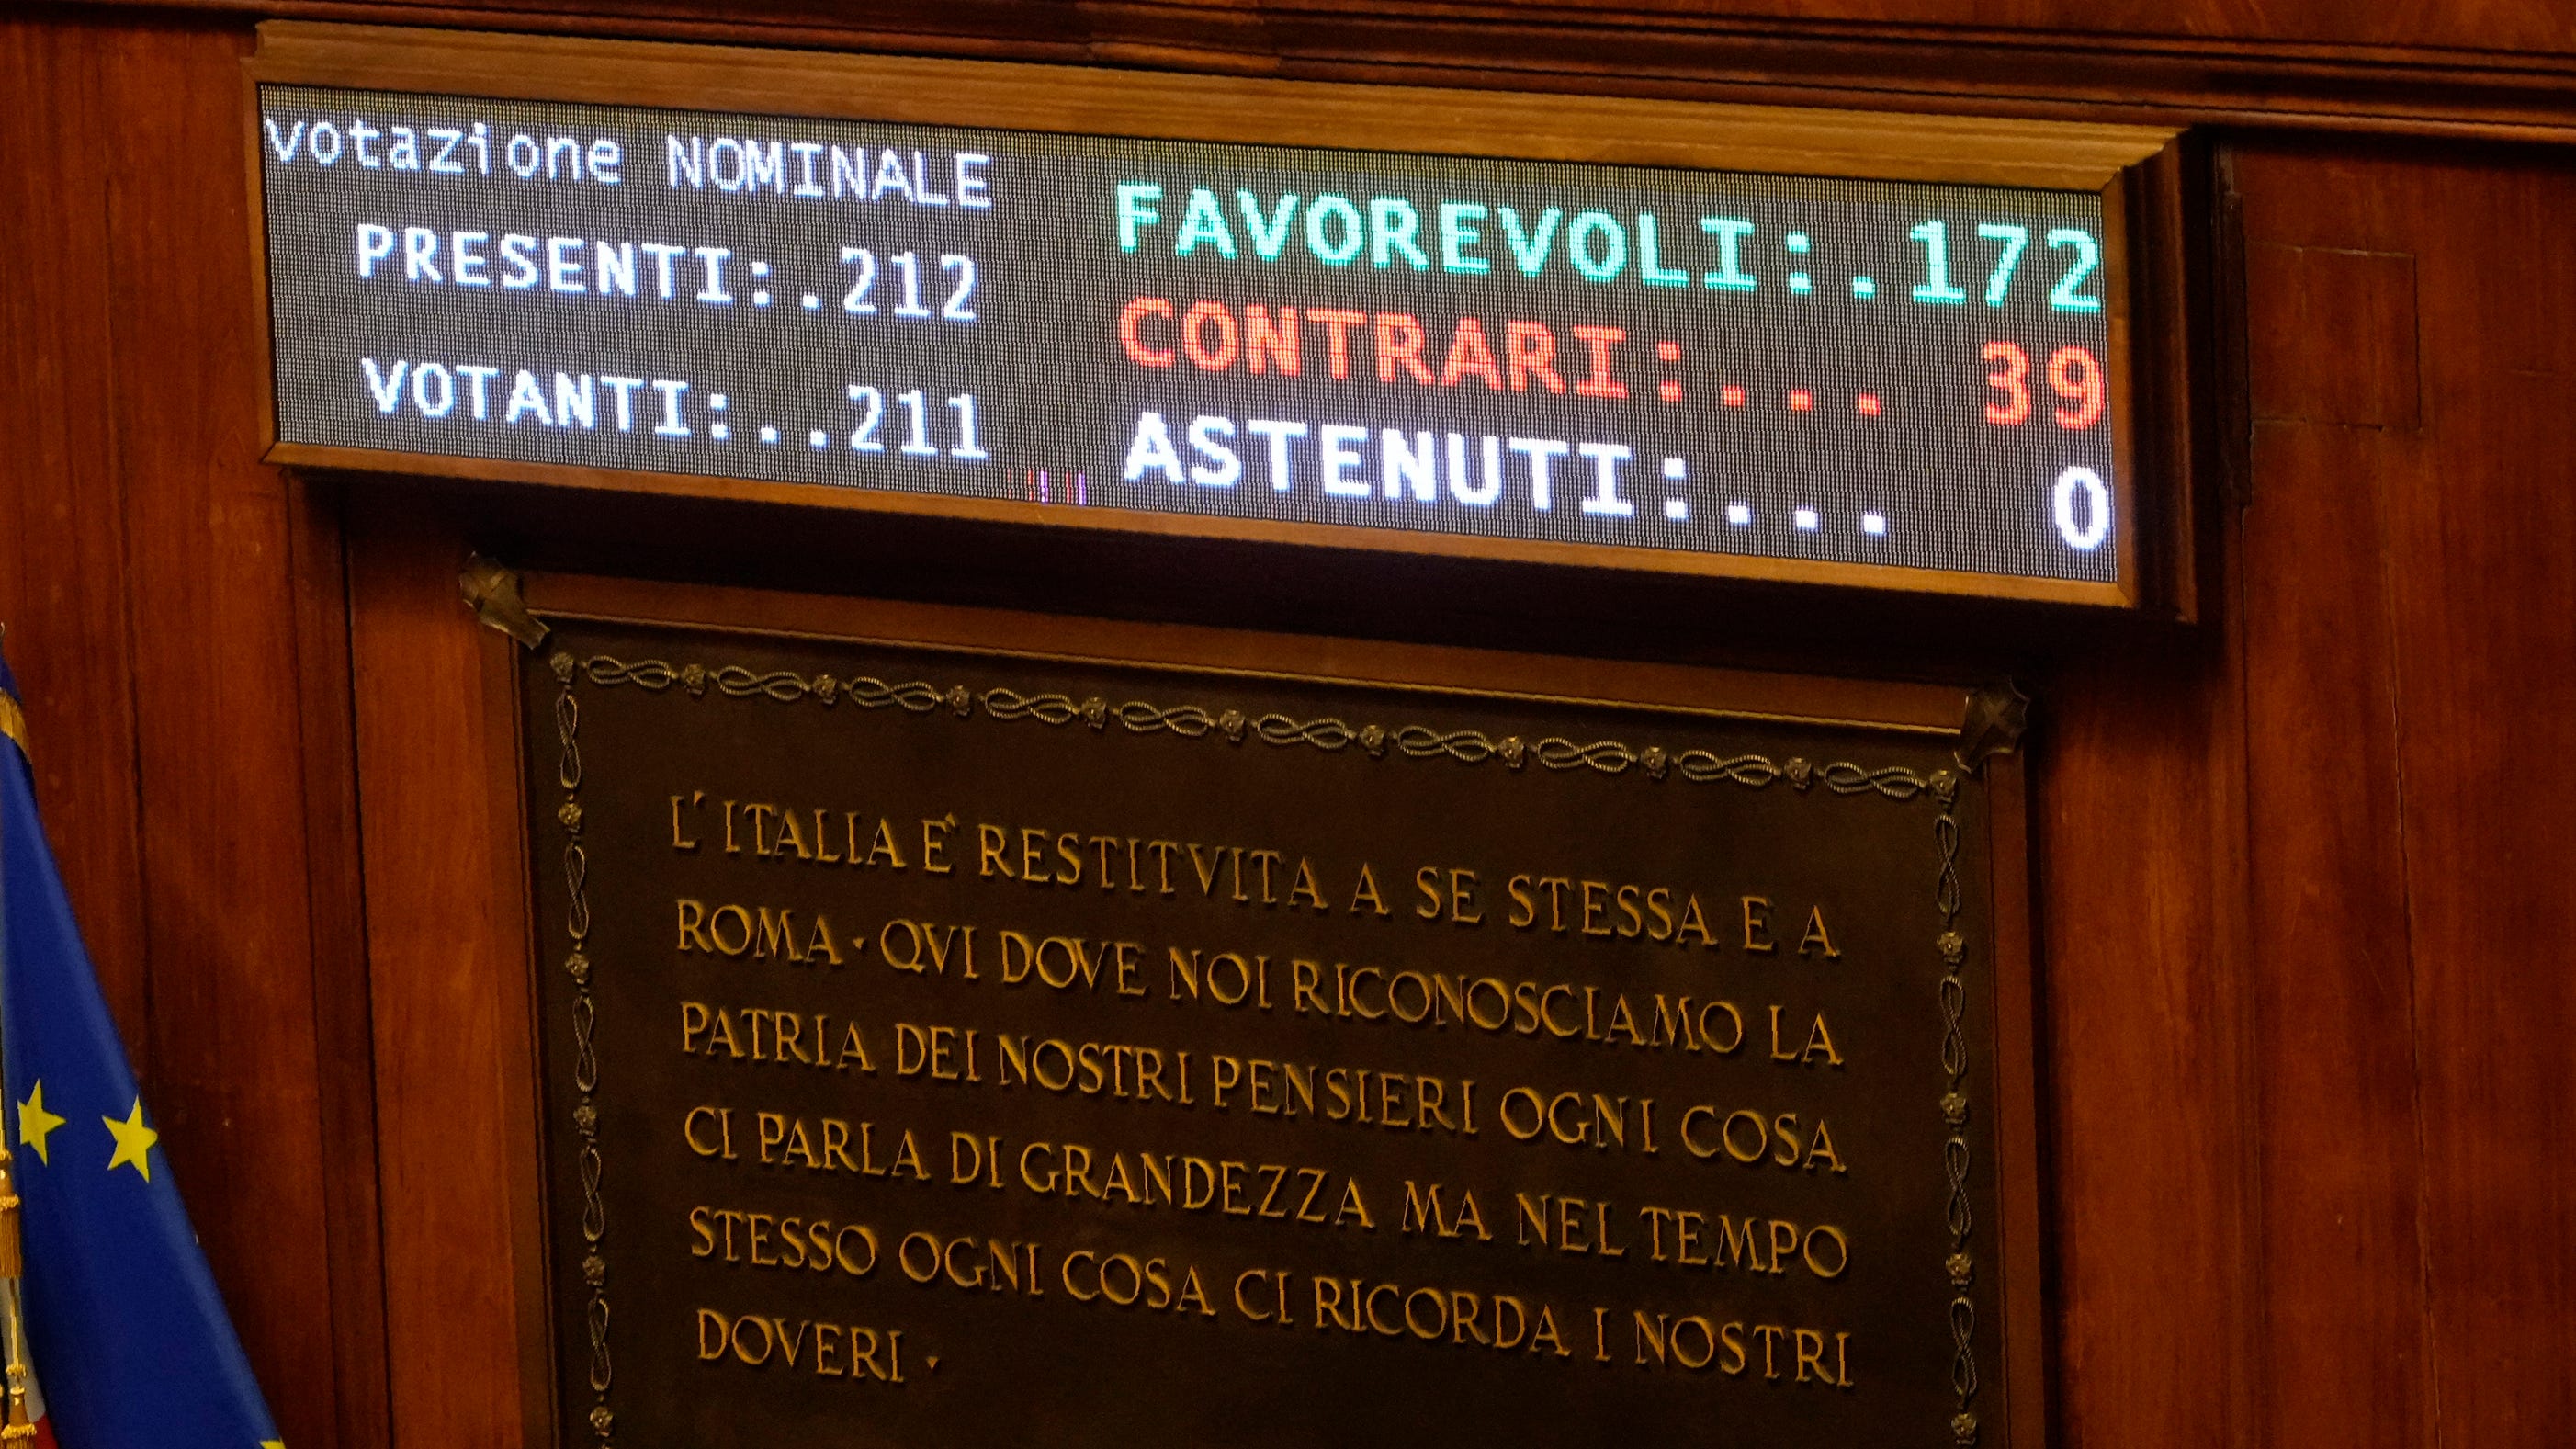 votazione NOMINALE
PRESENTI:.212
VOTANTI:..211
FAVOREVOLI:.172
CONTRARI:... 39
ASTENUTI:... 0
L'ITALIA È RESTITVITA A SE STESSA E A
ROMA · QVI DOVE NOI RICONOSCIAMO LA
PATRIA DEI NOSTRI PENSIERI OGNI COSA
CI PARLA DI GRANDEZZA MA NEL TEMPO
STESSO OGNI COSA CI RICORDA I NOSTRI
DOVERI ·